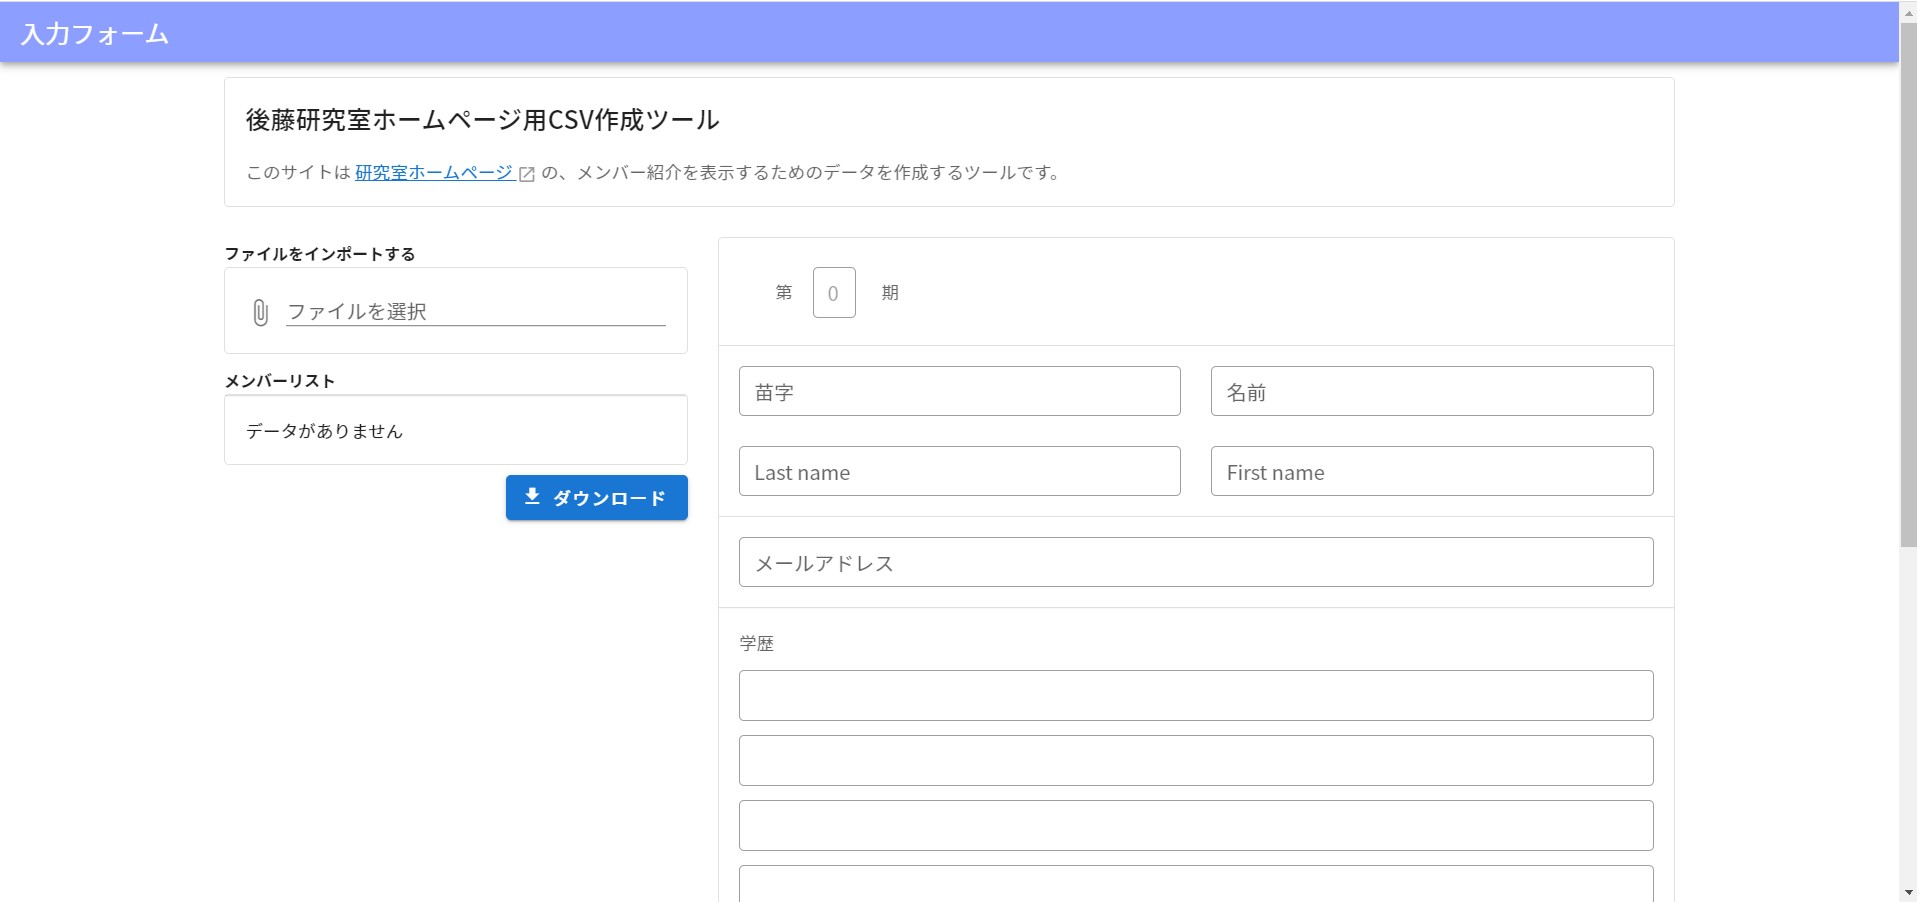 入力フォーム
後藤研究室ホームページ用CSV作成ツール
このサイトは 研究室ホームページ の、メンバー紹介を表示するためのデータを作成するツールです。
ファイルをインポートする
ファイルを選択
メンバーリスト
データがありません
ダウンロード
第 0 期
苗字
名前
Last name
First name
メールアドレス
学歴